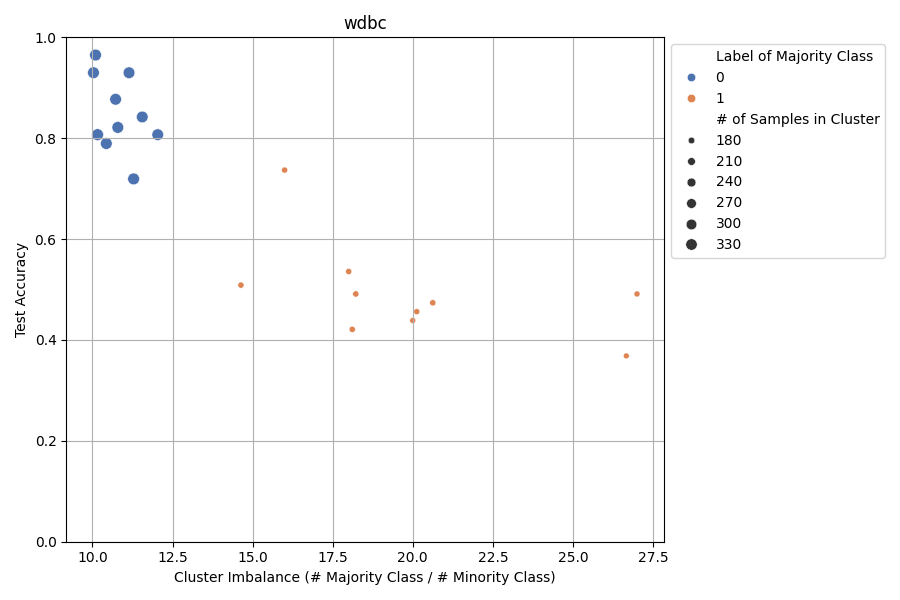 wdbc
Test Accuracy
1.0
0.8
0.6
0.4
0.2
0.0
10.0 12.5 15.0 17.5 20.0 22.5 25.0 27.5
Cluster Imbalance (# Majority Class / # Minority Class)
Label of Majority Class
0
1
# of Samples in Cluster
180
210
240
270
300
330